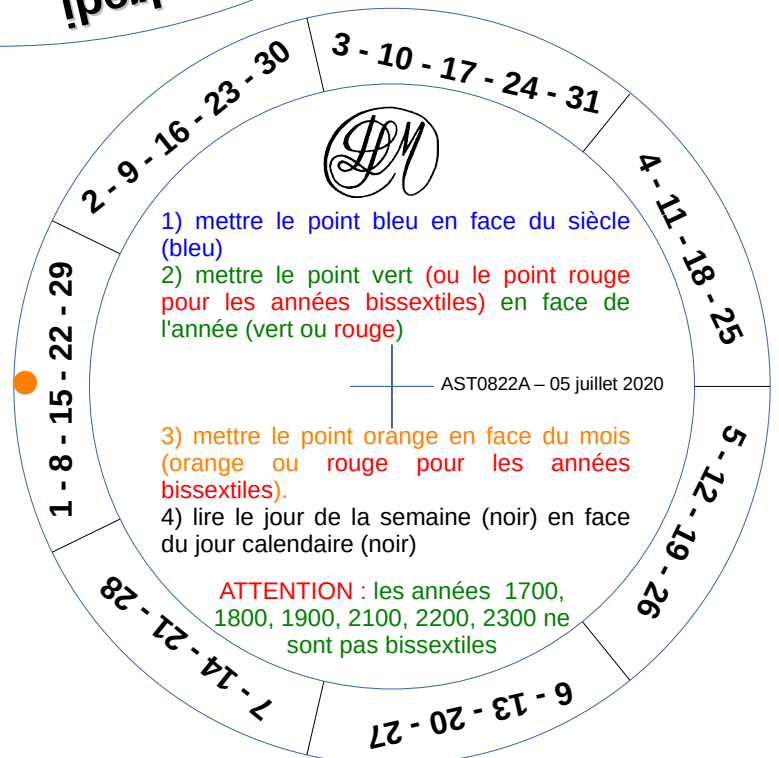 3 - 10 - 17 - 24 - 31
4 - 11 - 18 - 25
5 - 12 - 19 - 26
6 - 13 - 20 - 27
7 - 14 - 21 - 28
1 - 8 - 15 - 22 - 29
2 - 9 - 16 - 23 - 30
1) mettre le point bleu en face du siècle
(bleu)
2) mettre le point vert (ou le point rouge
pour les années bissextiles) en face de
l'année (vert ou rouge)
AST0822A – 05 juillet 2020
3) mettre le point orange en face du mois
(orange ou rouge pour les années
bissextiles).
4) lire le jour de la semaine (noir) en face
du jour calendaire (noir)
ATTENTION : les années 1700,
1800, 1900, 2100, 2200, 2300 ne
sont pas bissextiles